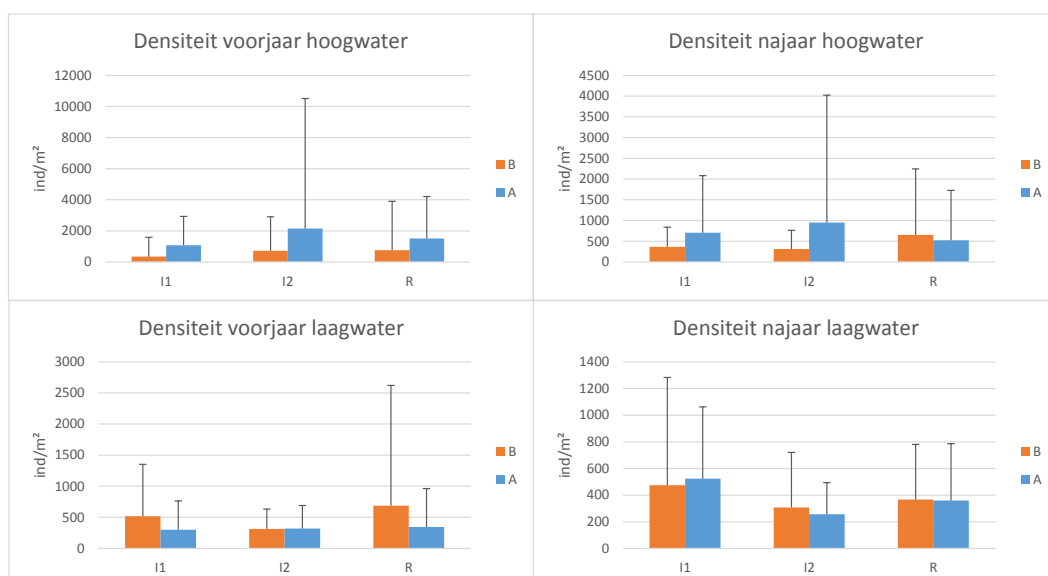 Densiteit voorjaar hoogwater
12000
10000
8000
6000
4000
2000
0
ind/m²
I1 I2 R
B
A
Densiteit najaar hoogwater
4500
4000
3500
3000
2500
2000
1500
1000
500
0
ind/m²
I1 I2 R
B
A
Densiteit voorjaar laagwater
3000
2500
2000
1500
1000
500
0
ind/m²
I1 I2 R
B
A
Densiteit najaar laagwater
1400
1200
1000
800
600
400
200
0
ind/m²
I1 I2 R
B
A